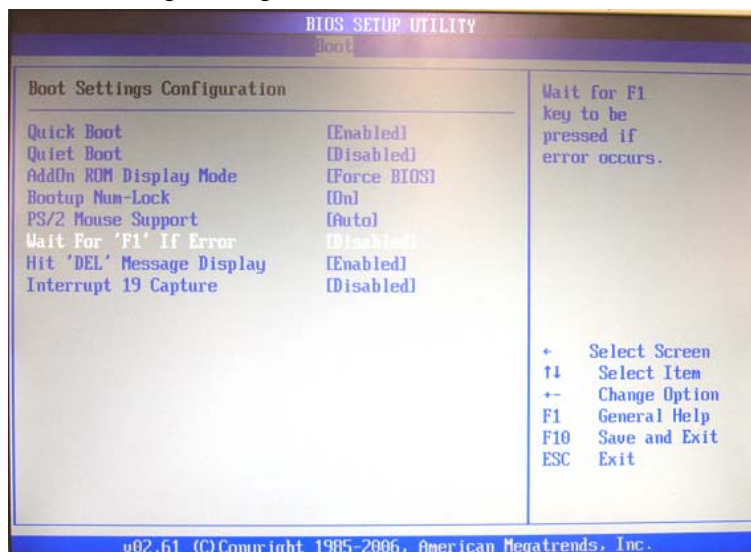 BIOS SETUP UTILITY
Boot
Boot Settings Configuration
Quick Boot [Enabled]
Quiet Boot [Disabled]
AddOn ROM Display Mode [Force BIOS]
Bootup Num-Lock [On]
PS/2 Mouse Support [Auto]
Wait For 'F1' If Error [Disabled]
Hit 'DEL' Message Display [Enabled]
Interrupt 19 Capture [Disabled]
Wait for F1
key to be
pressed if
error occurs.
← Select Screen
↑↓ Select Item
+- Change Option
F1 General Help
F10 Save and Exit
ESC Exit
v02.61 (C)Copyright 1985-2006, American Megatrends, Inc.